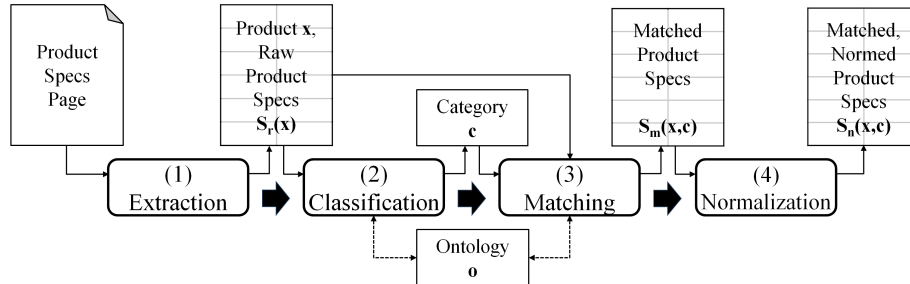 Product
Specs
Page
Product x,
Raw
Product
Specs
Sr(x)
Category
c
Matched
Product
Specs
Sm(x,c)
Matched,
Normed
Product
Specs
Sn(x,c)
(1)
Extraction
(2)
Classification
(3)
Matching
(4)
Normalization
Ontology
o